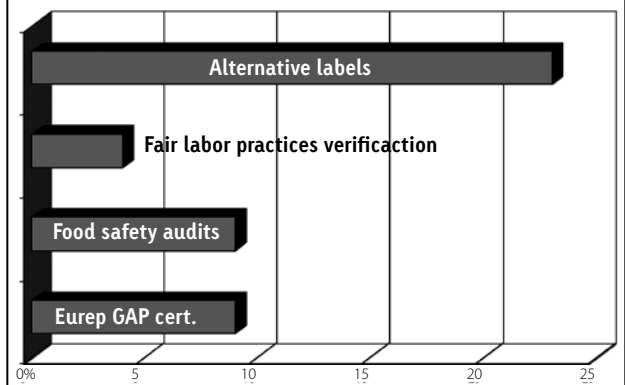 Alternative labels
Fair labor practices verificaction
Food safety audits
Eurep GAP cert.
0% 5 10 15 20 25